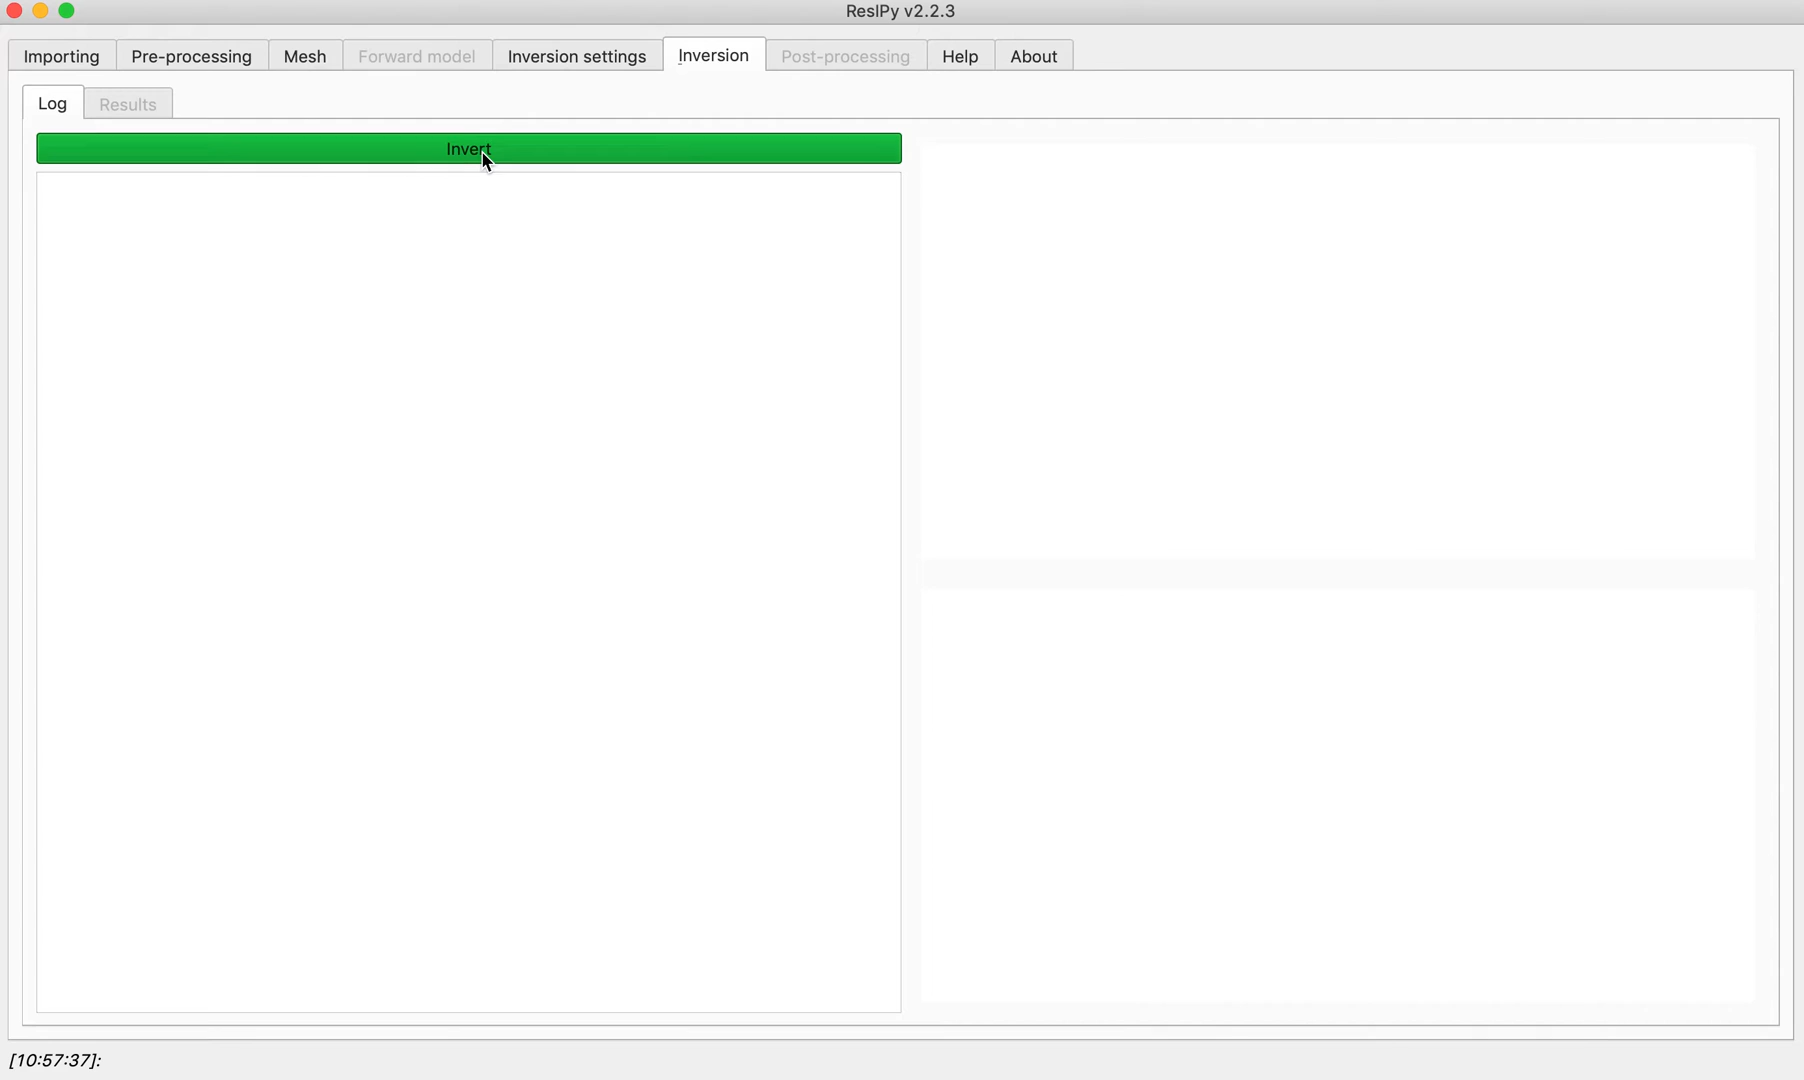 ResIPy v2.2.3
Importing Pre-processing Mesh Forward model Inversion settings Inversion Post-processing Help About
Log Results
Invert
[10:57:37]: